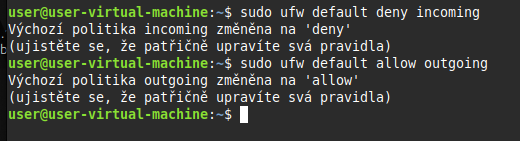 user@user-virtual-machine:~$ sudo ufw default deny incoming
Výchozí politika incoming změněna na 'deny'
(ujistěte se, že patřičně upravíte svá pravidla)
user@user-virtual-machine:~$ sudo ufw default allow outgoing
Výchozí politika outgoing změněna na 'allow'
(ujistěte se, že patřičně upravíte svá pravidla)
user@user-virtual-machine:~$